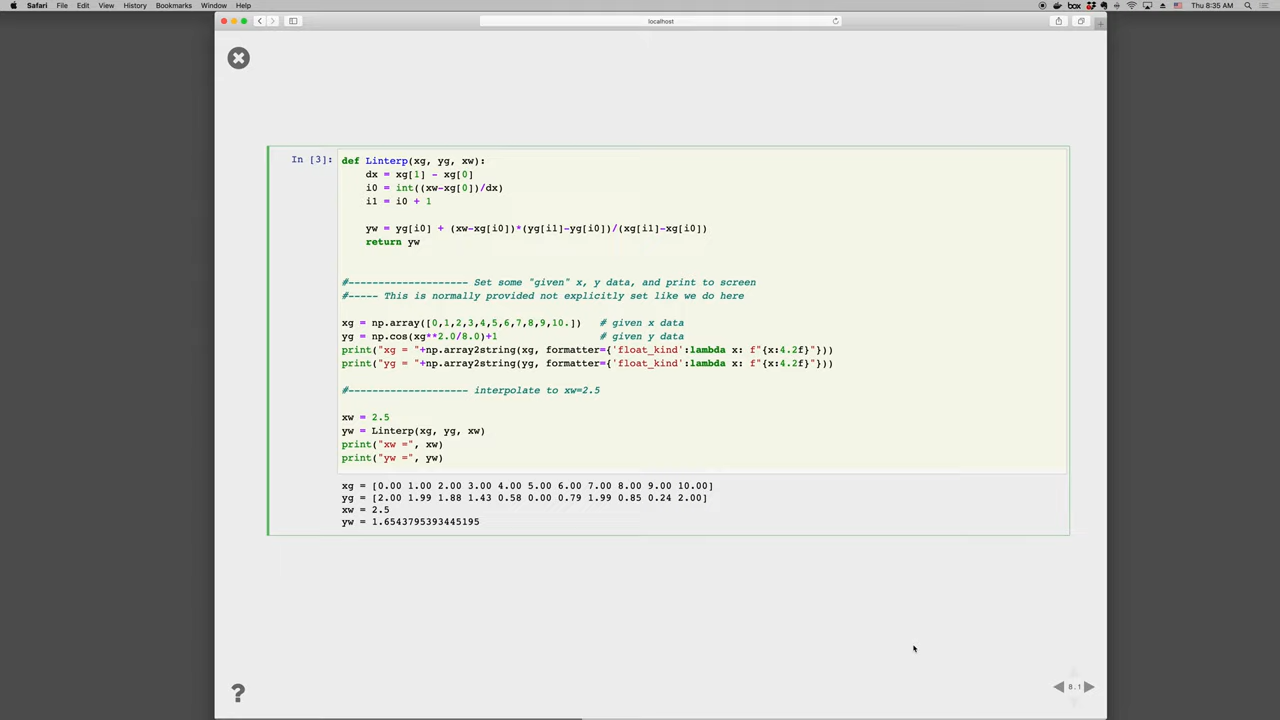 Safari File Edit View History Bookmarks Window Help
box
Thu 8:35 AM
localhost
In [3]:
def Linterp(xg, yg, xw):
    dx = xg[1] - xg[0]
    i0 = int((xw-xg[0])/dx)
    i1 = i0 + 1
    yw = yg[i0] + (xw-xg[i0])*(yg[i1]-yg[i0])/(xg[i1]-xg[i0])
    return yw
#-------------------- Set some "given" x, y data, and print to screen
#----- This is normally provided not explicitly set like we do here
xg = np.array([0,1,2,3,4,5,6,7,8,9,10.])   # given x data
yg = np.cos(xg**2.0/8.0)+1                 # given y data
print("xg = "+np.array2string(xg, formatter={'float_kind':lambda x: f"{x:4.2f}"}))
print("yg = "+np.array2string(yg, formatter={'float_kind':lambda x: f"{x:4.2f}"}))
#-------------------- interpolate to xw=2.5
xw = 2.5
yw = Linterp(xg, yg, xw)
print("xw =", xw)
print("yw =", yw)
xg = [0.00 1.00 2.00 3.00 4.00 5.00 6.00 7.00 8.00 9.00 10.00]
yg = [2.00 1.99 1.88 1.43 0.58 0.00 0.79 1.99 0.85 0.24 2.00]
xw = 2.5
yw = 1.6543795393445195
?
8.1